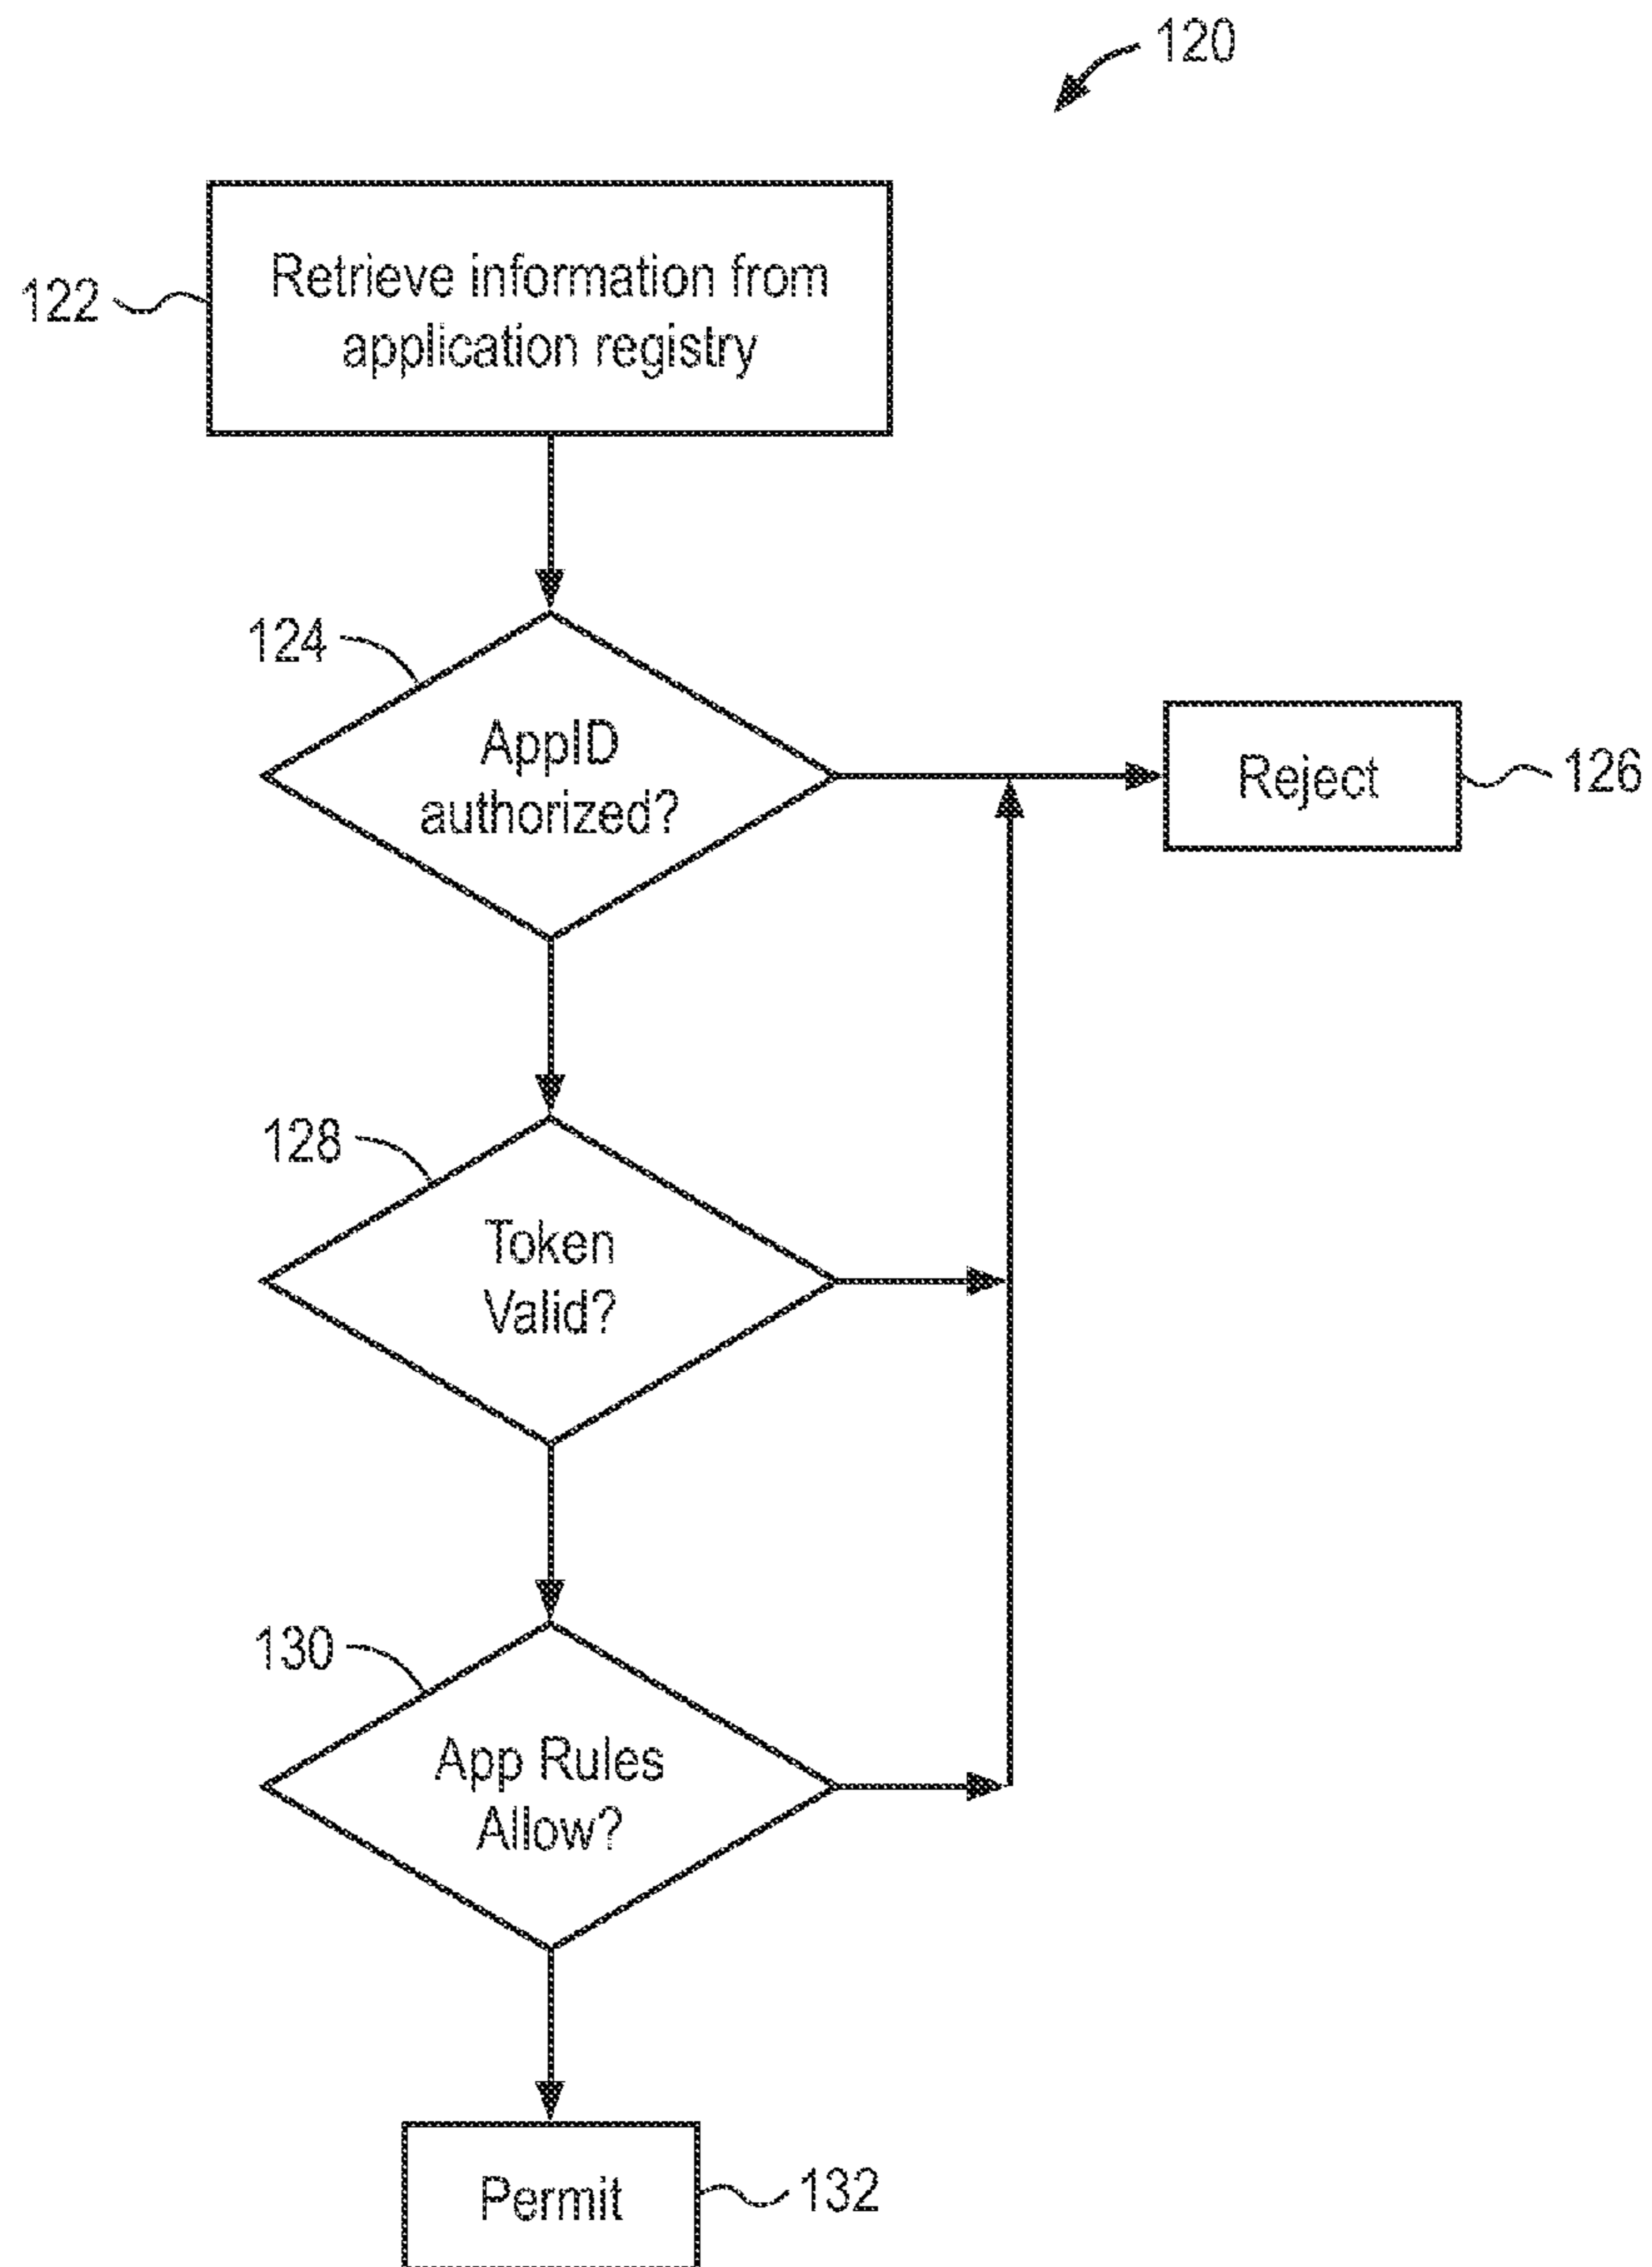 120
122
Retrieve information from
application registry
124
AppID
authorized?
Reject
126
128
Token
Valid?
130
App Rules
Allow?
Permit
132